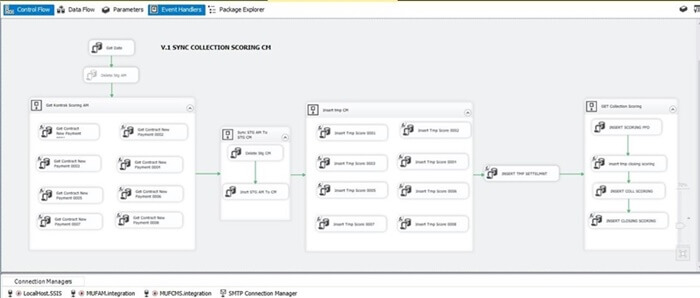 Control Flow Data Flow Parameters Event Handlers Package Explorer
V.1 SYNC COLLECTION SCORING CM
Get Date
Delete Stg AM
Get Kontrak Scoring AM
Get Contract
New Payment
Get Contract New
Payment 0002
Get Contract New
Payment 0003
Get Contract New
Payment 0004
Get Contract New
Payment 0005
Get Contract New
Payment 0006
Get Contract New
Payment 0007
Get Contract New
Payment 0008
Sync STG AM To
STG CM
Delete Stg CM
Insert tmp CM
Insert Tmp Score 0001
Insert Tmp Score 0002
Insert Tmp Score 0003
Insert Tmp Score 0004
Insert Tmp Score 0005
Insert Tmp Score 0006
Insert Tmp Score 0007
Insert Tmp Score 0008
INSERT TMP
GET Collection Scoring
INSERT SCORING
Insert tmp closing scoring
INSERT COLL SCORING
INSERT CLOSING SCORING
Connection Managers
LocalHost.SSIS MUFAM.integration MUFCMS.integration SMTP Connection Manager